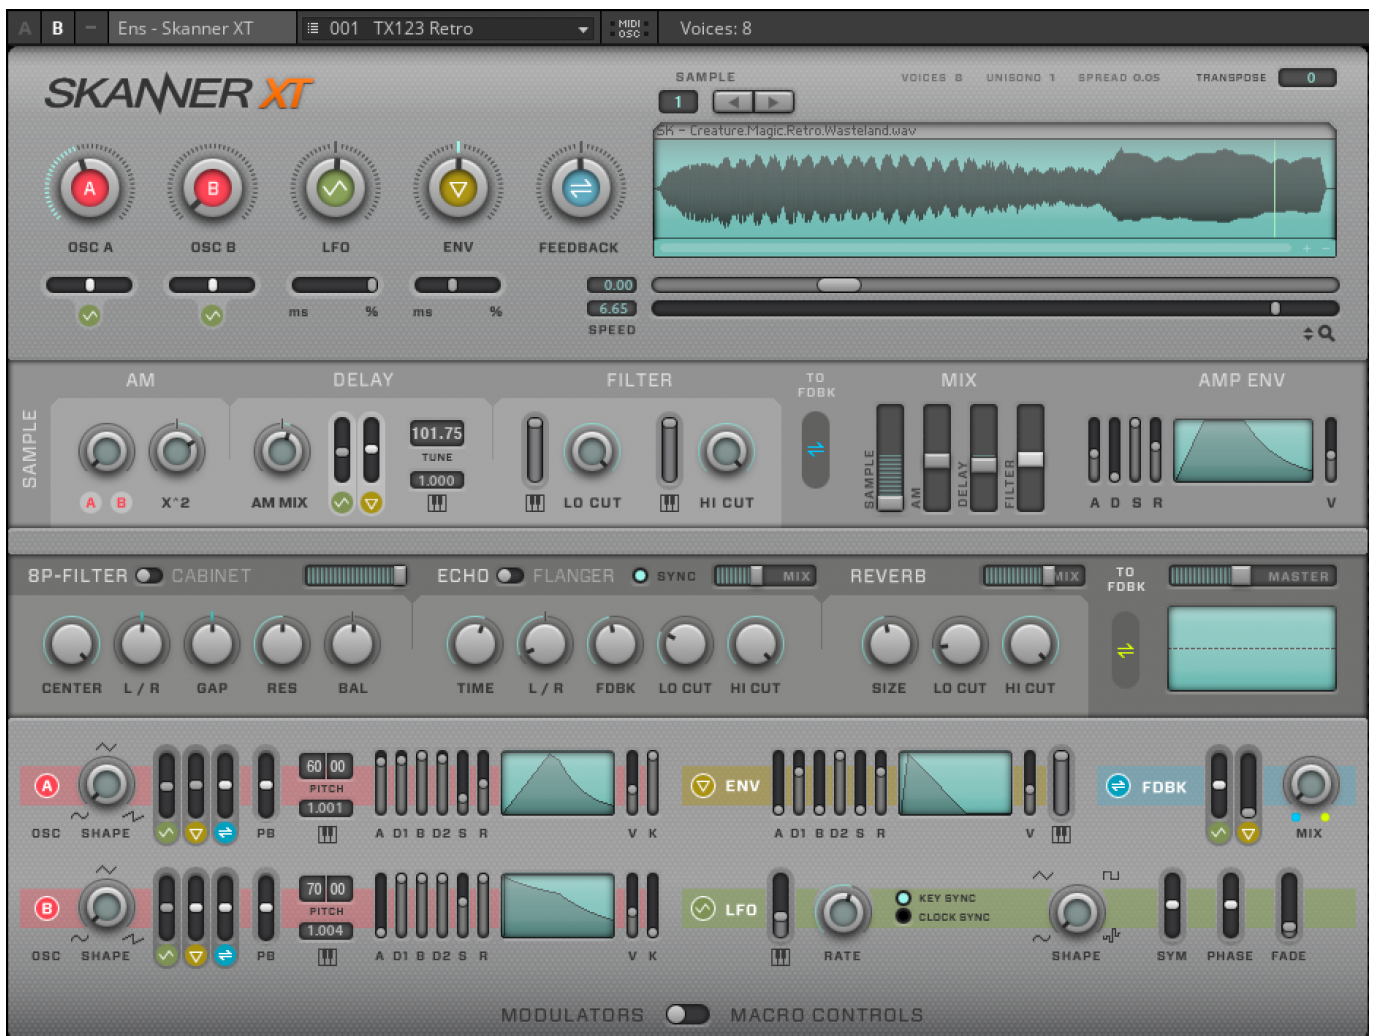 A B – Ens - Skanner XT 001 TX123 Retro MIDI OSC Voices: 8
SKANNER XT
SAMPLE VOICES 8 UNISONO 1 SPREAD 0.05 TRANSPOSE 0
1
SK - Creature.Magic.Retro.Wasteland.wav
A B
OSC A OSC B LFO ENV FEEDBACK
+ -
0.00
ms % ms % 6.65
SPEED
SAMPLE
AM DELAY FILTER TO FDBK MIX AMP ENV
101.75
TUNE
1.000
SAMPLE AM DELAY FILTER
A B X^2 AM MIX LO CUT HI CUT A D S R V
8P-FILTER CABINET ECHO FLANGER SYNC MIX REVERB MIX TO FDBK MASTER
CENTER L / R GAP RES BAL TIME L / R FDBK LO CUT HI CUT SIZE LO CUT HI CUT
A 60 00 ENV FDBK
PITCH
1.001
OSC SHAPE PB A D1 B D2 S R V K A D1 B D2 S R V MIX
B 70 00 LFO KEY SYNC
PITCH CLOCK SYNC
1.004
OSC SHAPE PB A D1 B D2 S R V K RATE SHAPE SYM PHASE FADE
MODULATORS MACRO CONTROLS